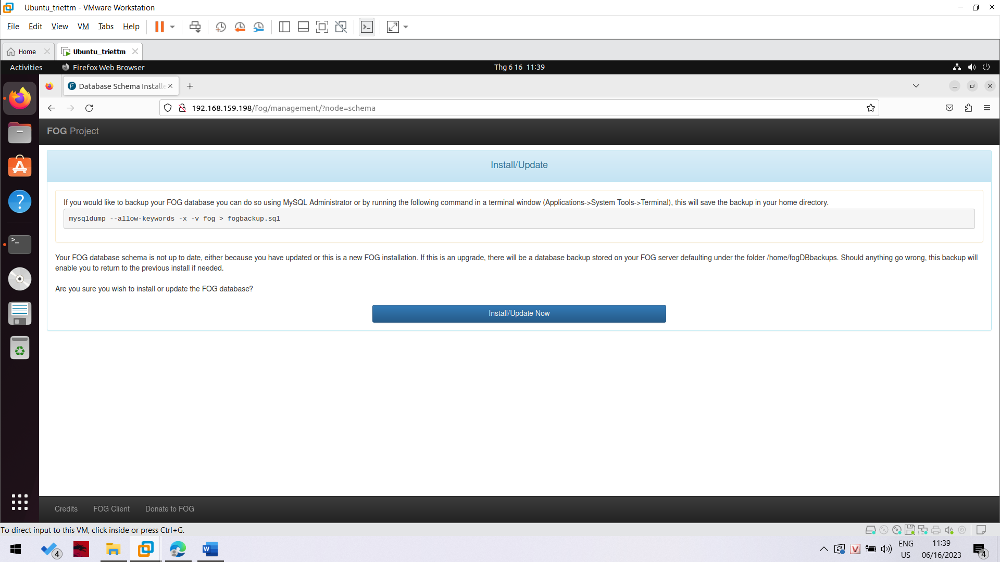 Ubuntu_triettm - VMware Workstation
File Edit View VM Tabs Help
Home
Ubuntu_triettm
Activities
Firefox Web Browser
Thg 6 16 11:39
Database Schema Installe
192.168.159.198/fog/management/?node=schema
FOG Project
Install/Update
If you would like to backup your FOG database you can do so using MySQL Administrator or by running the following command in a terminal window (Applications->System Tools->Terminal), this will save the backup in your home directory.
mysqldump --allow-keywords -x -v fog > fogbackup.sql
Your FOG database schema is not up to date, either because you have updated or this is a new FOG installation. If this is an upgrade, there will be a database backup stored on your FOG server defaulting under the folder /home/fogDBbackups. Should anything go wrong, this backup will
enable you to return to the previous install if needed.
Are you sure you wish to install or update the FOG database?
Install/Update Now
Credits FOG Client Donate to FOG
To direct input to this VM, click inside or press Ctrl+G.
4
ENG
US
11:39
06/16/2023
4